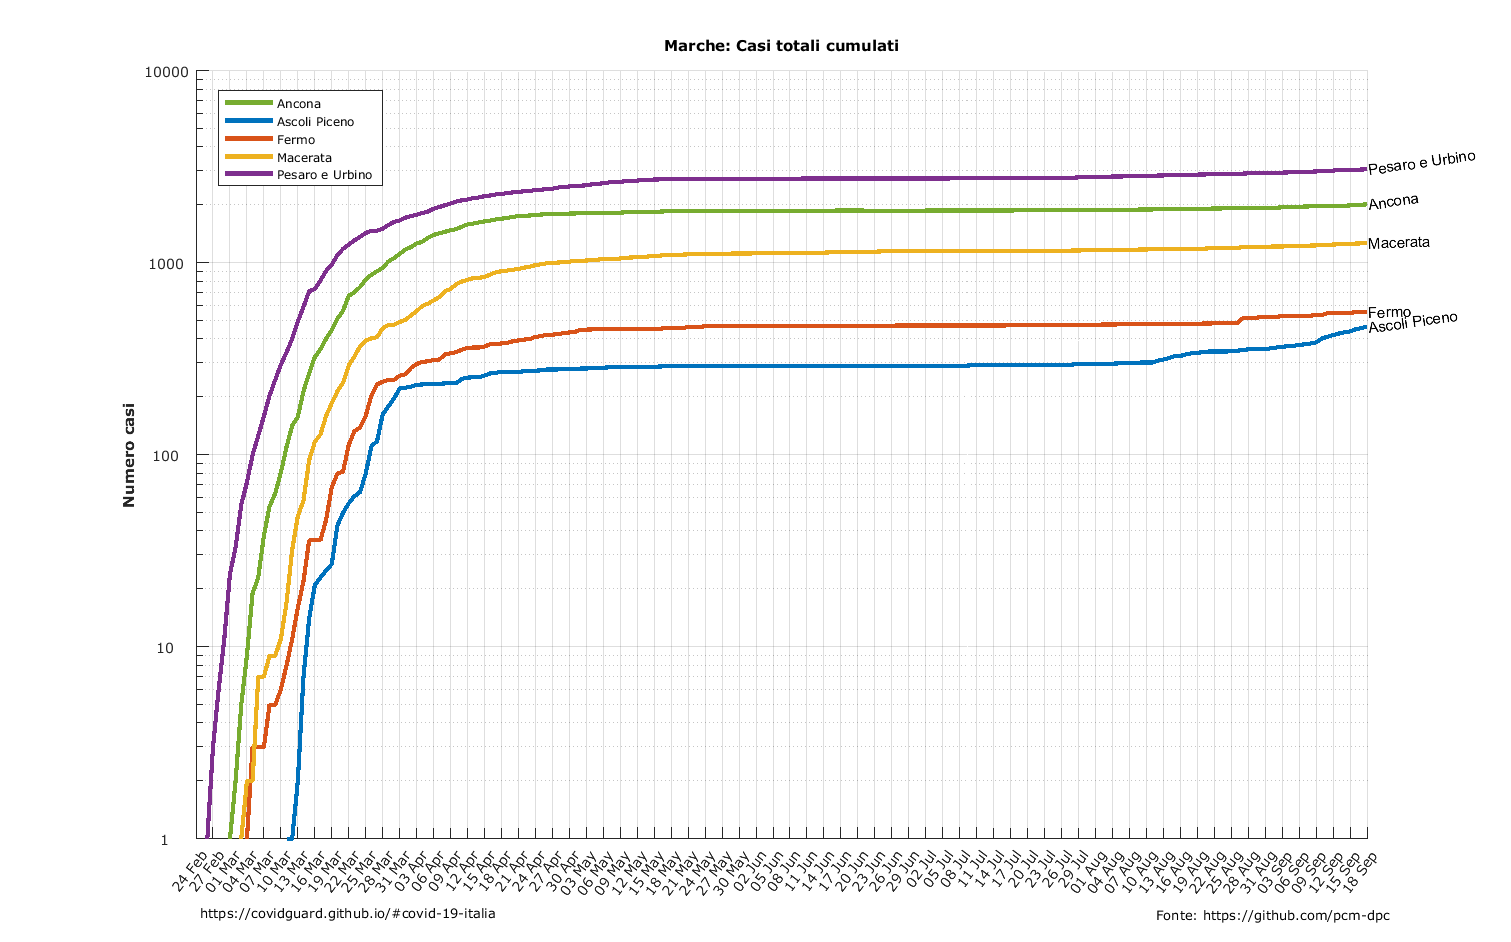 Marche: Casi totali cumulati
10000
1000
100
10
1
Numero casi
Ancona
Ascoli Piceno
Fermo
Macerata
Pesaro e Urbino
Pesaro e Urbino
Ancona
Macerata
Fermo
Ascoli Piceno
24 Feb
27 Feb
01 Mar
04 Mar
07 Mar
10 Mar
13 Mar
16 Mar
19 Mar
22 Mar
25 Mar
28 Mar
31 Mar
03 Apr
06 Apr
09 Apr
12 Apr
15 Apr
18 Apr
21 Apr
24 Apr
27 Apr
30 Apr
03 May
06 May
09 May
12 May
15 May
18 May
21 May
24 May
27 May
30 May
02 Jun
05 Jun
08 Jun
11 Jun
14 Jun
17 Jun
20 Jun
23 Jun
26 Jun
29 Jun
02 Jul
05 Jul
08 Jul
11 Jul
14 Jul
17 Jul
20 Jul
23 Jul
26 Jul
29 Jul
01 Aug
04 Aug
07 Aug
10 Aug
13 Aug
16 Aug
19 Aug
22 Aug
25 Aug
28 Aug
31 Aug
03 Sep
06 Sep
09 Sep
12 Sep
15 Sep
18 Sep
https://covidguard.github.io/#covid-19-italia
Fonte: https://github.com/pcm-dpc